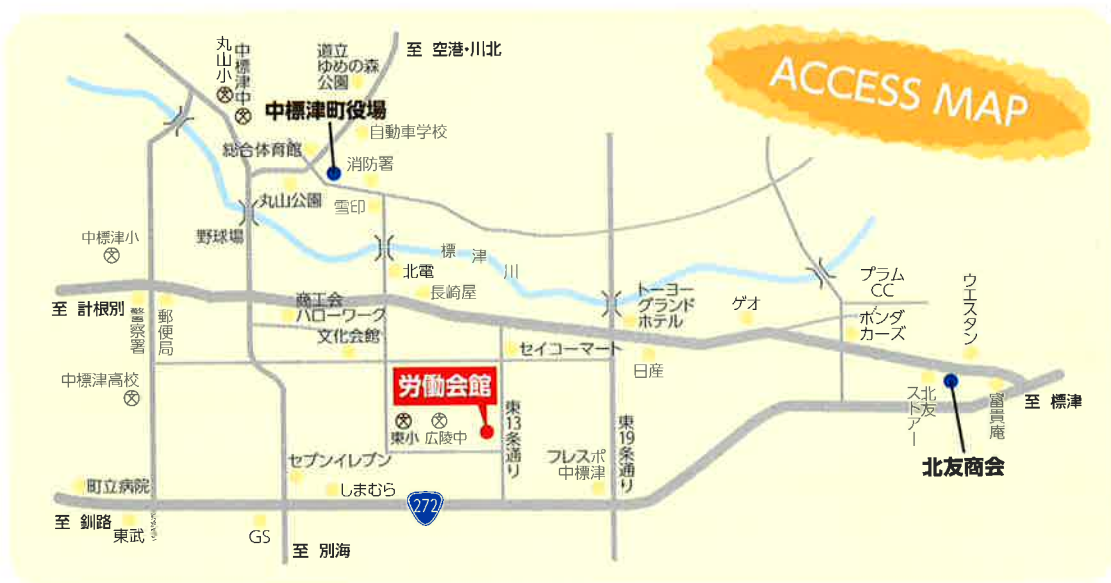 ACCESS MAP
至 空港・川北
丸山小
中標津中
道立
ゆめの森
公園
中標津町役場
自動車学校
総合体育館
消防署
丸山公園
雪印
野球場
中標津小
標津川
北電
長崎屋
至 計根別
警察署
郵便局
商工会
ハローワーク
文化会館
トーヨー
グランド
ホテル
ゲオ
プラム
CC
ホンダ
カーズ
ウエスタン
セイコーマート
日産
中標津高校
労働会館
東小
広陵中
東13条通り
東19条通り
北友
ストアー
富貴庵
至 標津
北友商会
セブンイレブン
しまむら
フレスポ
中標津
町立病院
272
至 釧路
東武
GS
至 別海